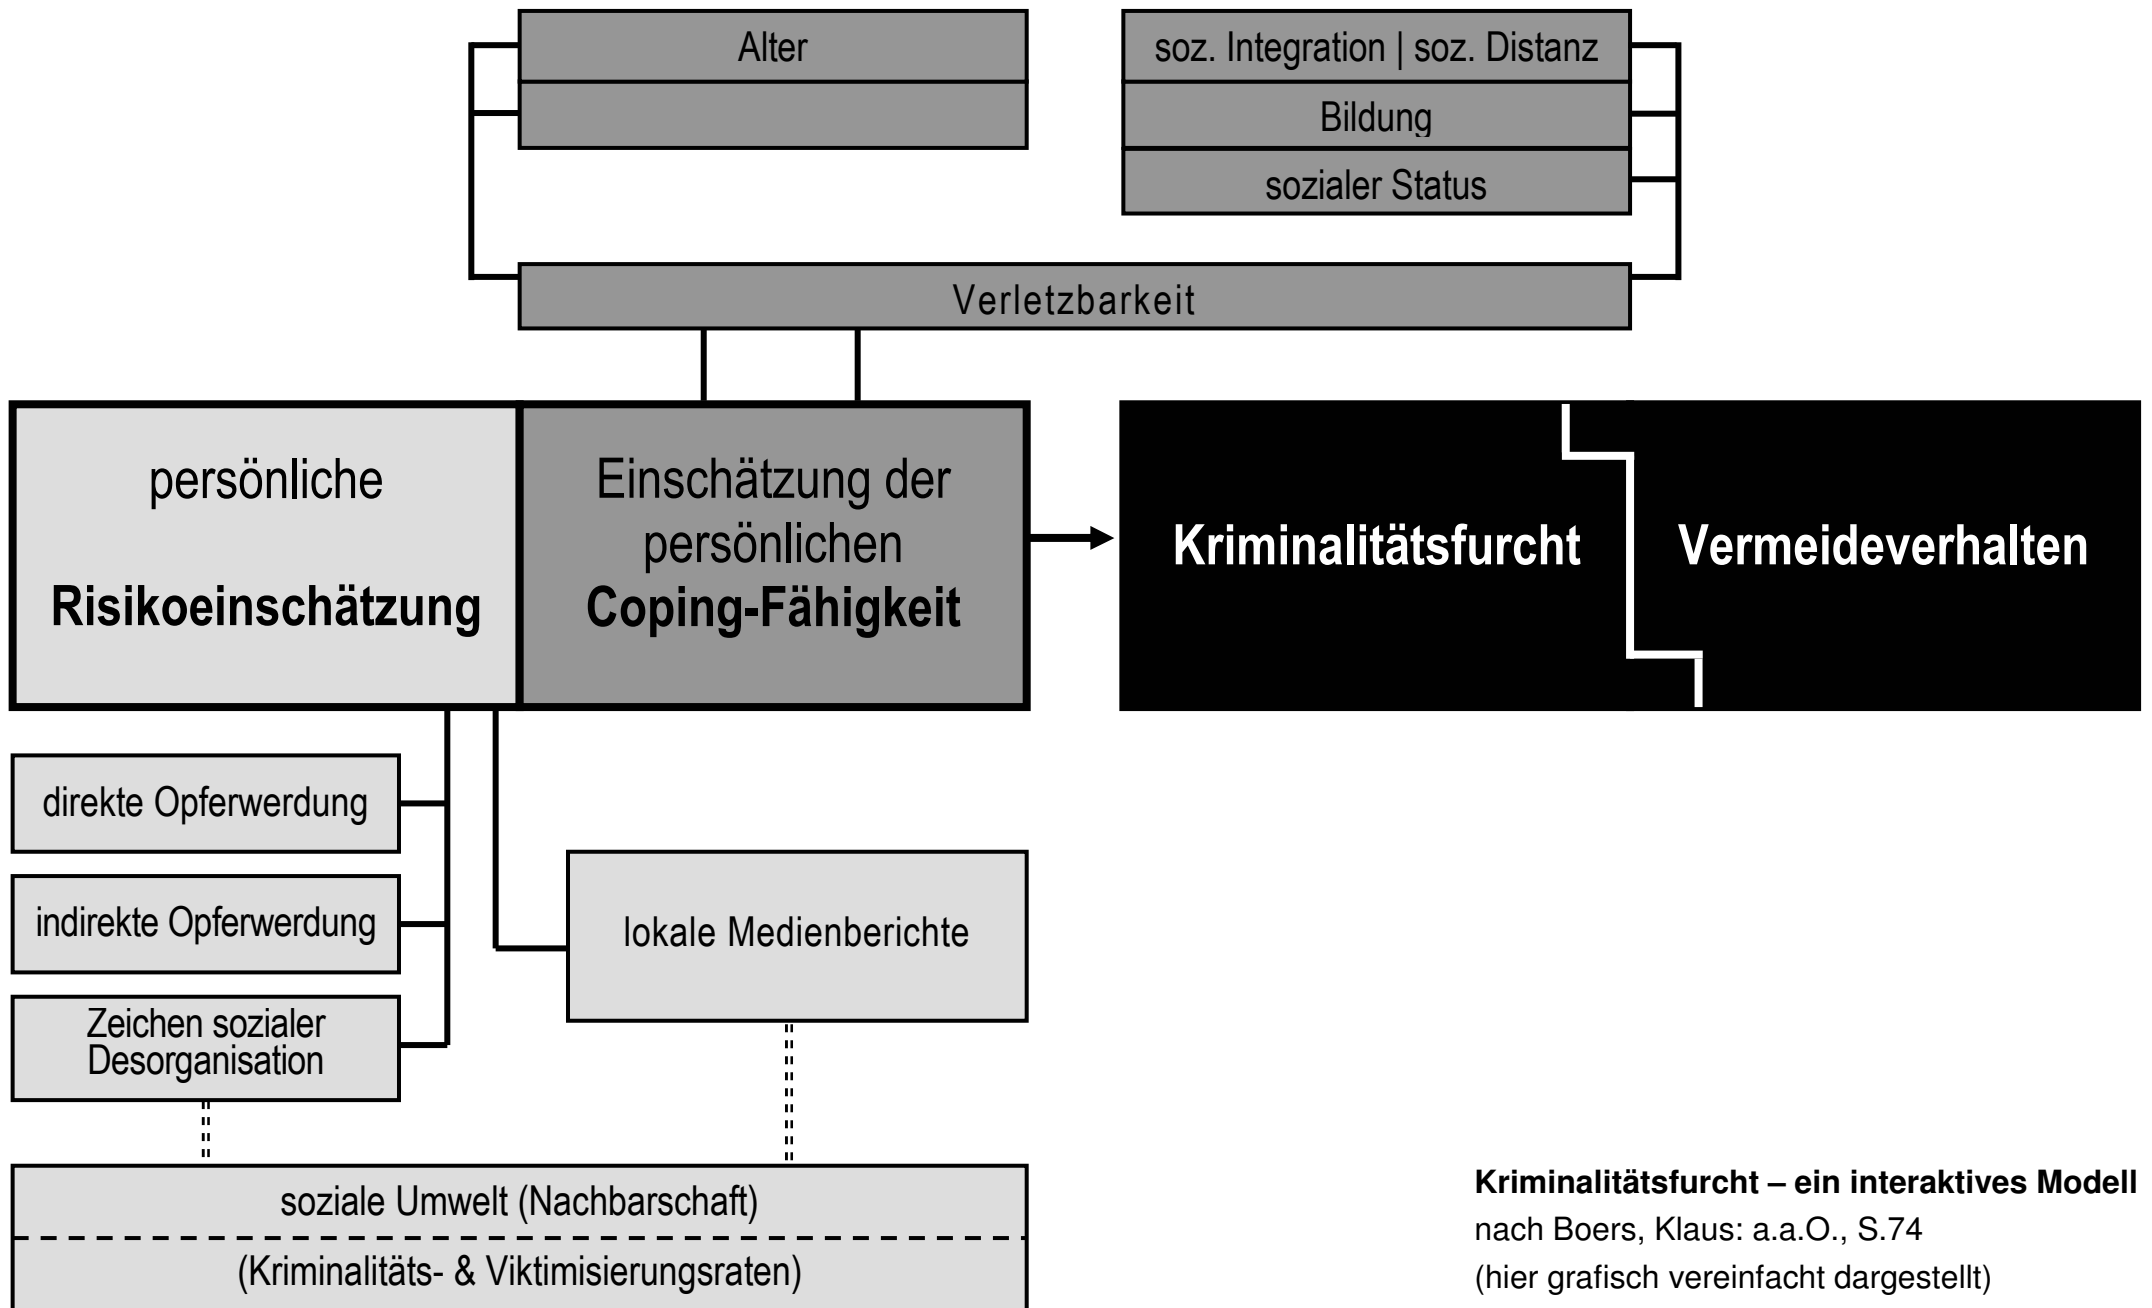 Alter
soz. Integration | soz. Distanz
Bildung
sozialer Status
Verletzbarkeit
persönliche
Risikoeinschätzung
Einschätzung der
persönlichen
Coping-Fähigkeit
Kriminalitätsfurcht
Vermeideverhalten
direkte Opferwerdung
indirekte Opferwerdung
Zeichen sozialer
Desorganisation
lokale Medienberichte
soziale Umwelt (Nachbarschaft)
(Kriminalitäts- & Viktimisierungsraten)
Kriminalitätsfurcht – ein interaktives Modell
nach Boers, Klaus: a.a.O., S.74
(hier grafisch vereinfacht dargestellt)